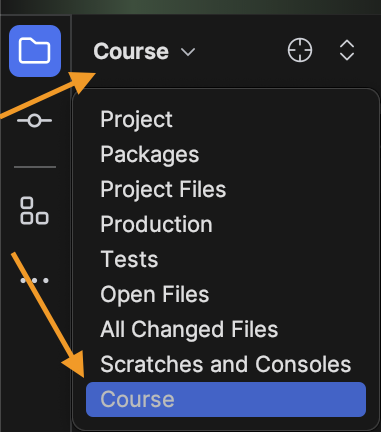 Course
Project
Packages
Project Files
Production
Tests
Open Files
All Changed Files
Scratches and Consoles
Course